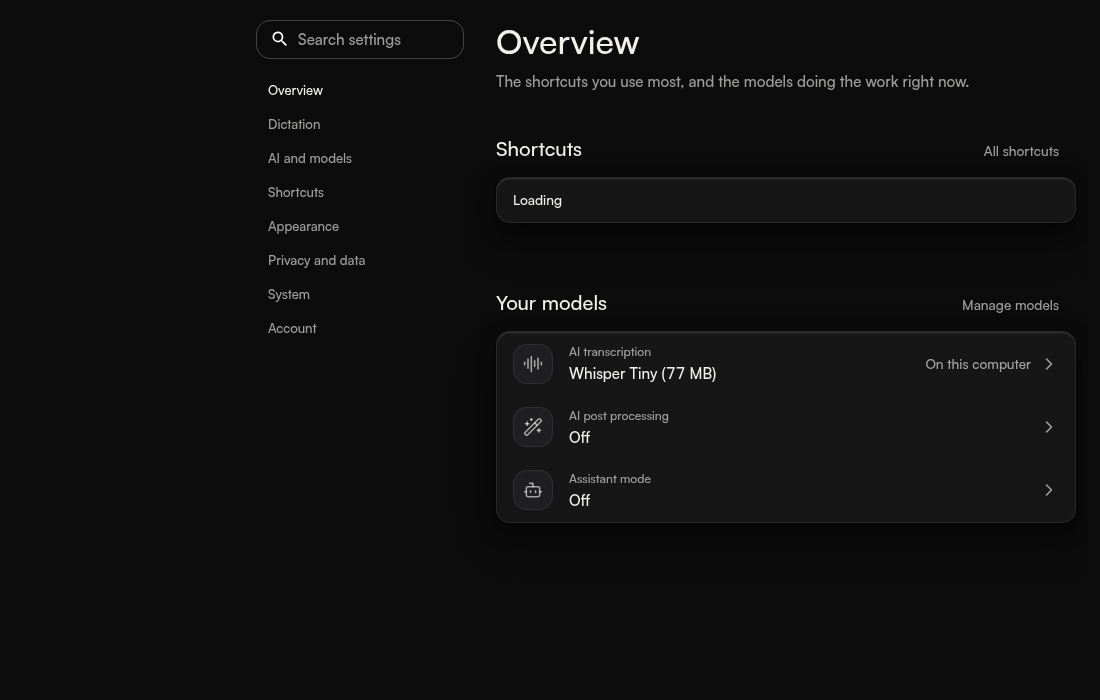 Search settings
Overview
Dictation
AI and models
Shortcuts
Appearance
Privacy and data
System
Account
Overview
The shortcuts you use most, and the models doing the work right now.
Shortcuts
All shortcuts
Loading
Your models
Manage models
AI transcription
Whisper Tiny (77 MB)
On this computer
AI post processing
Off
Assistant mode
Off